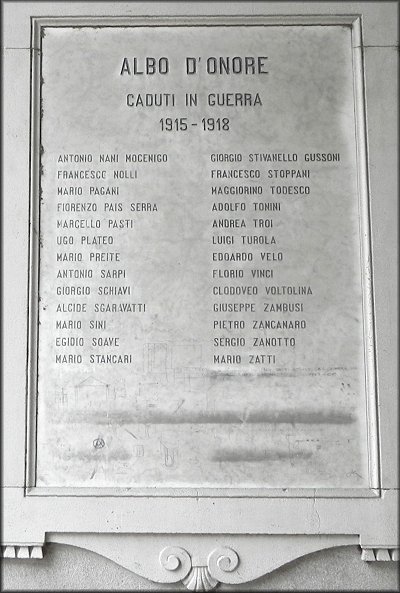 ALBO D'ONORE
CADUTI IN GUERRA
1915-1918
ANTONIO NANI MOCENIGO
FRANCESCO NOLLI
MARIO PAGANI
FIORENZO PAIS SERRA
MARCELLO PASTI
UGO PLATEO
MARIO PREITE
ANTONIO SARPI
GIORGIO SCHIAVI
ALCIDE SGARAVATTI
MARIO SINI
EGIDIO SOAVE
MARIO STANCARI
GIORGIO STIVANELLO GUSSONI
FRANCESCO STOPPANI
MAGGIORINO TODESCO
ADOLFO TONINI
ANDREA TROI
LUIGI TUROLA
EDOARDO VELO
FLORIO VINCI
CLODOVEO VOLTOLINA
GIUSEPPE ZAMBUSI
PIETRO ZANCANARO
SERGIO ZANOTTO
MARIO ZATTI